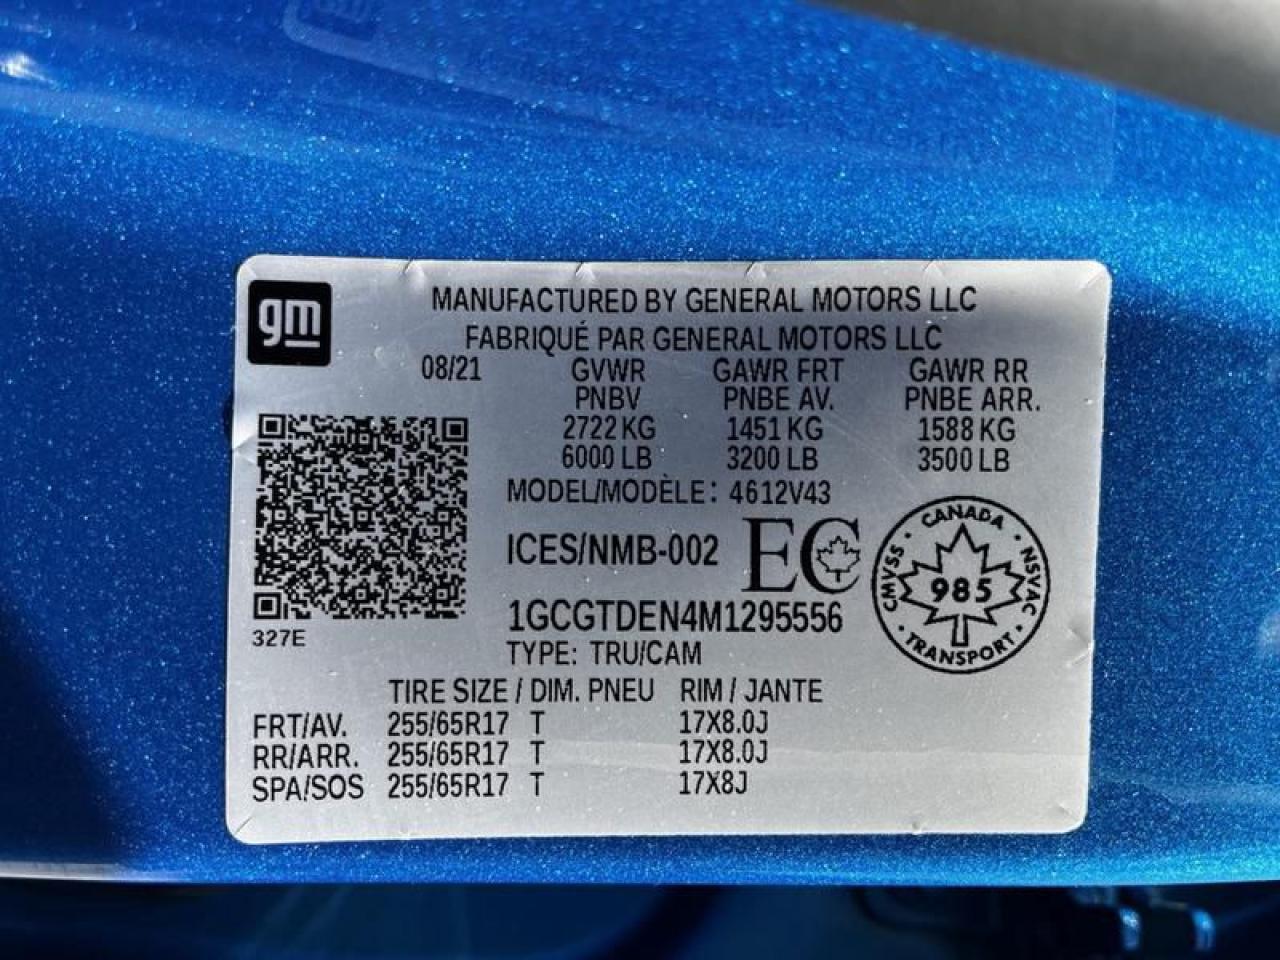 gm
MANUFACTURED BY GENERAL MOTORS LLC
FABRIQUÉ PAR GENERAL MOTORS LLC
08/21 GVWR GAWR FRT GAWR RR
PNBV PNBE AV. PNBE ARR.
2722 KG 1451 KG 1588 KG
6000 LB 3200 LB 3500 LB
MODEL/MODÈLE: 4612V43
ICES/NMB-002 EC
CANADA
CMVSS 985 NSVAC
TRANSPORT
1GCGTDEN4M1295556
327E
TYPE: TRU/CAM
TIRE SIZE / DIM. PNEU RIM / JANTE
FRT/AV. 255/65R17 T 17X8.0J
RR/ARR. 255/65R17 T 17X8.0J
SPA/SOS 255/65R17 T 17X8J